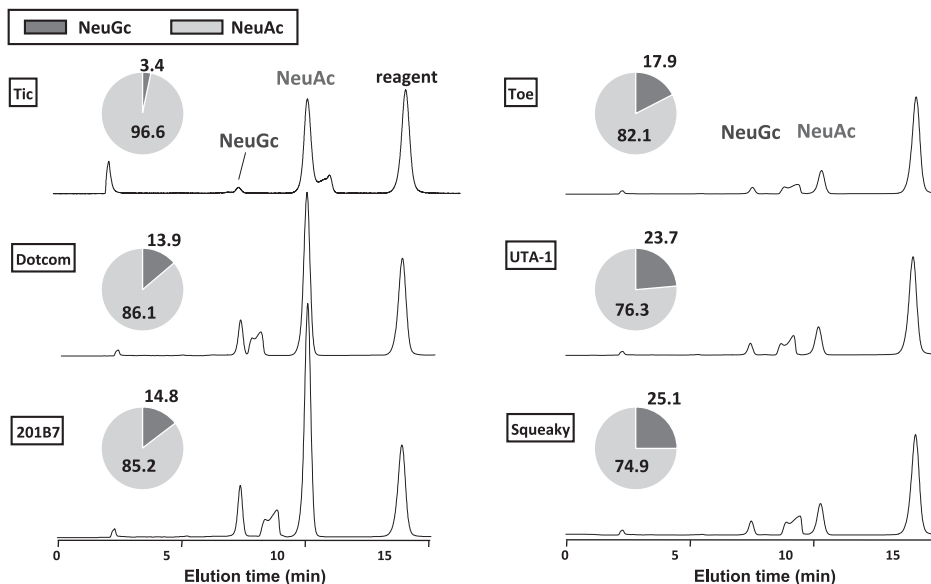 NeuGc NeuAc
Tic
3.4
96.6
NeuGc
NeuAc
reagent
Dotcom
13.9
86.1
201B7
14.8
85.2
0 5 10 15
Elution time (min)
Toe
17.9
82.1
NeuGc
NeuAc
UTA-1
23.7
76.3
Squeaky
25.1
74.9
0 5 10 15
Elution time (min)